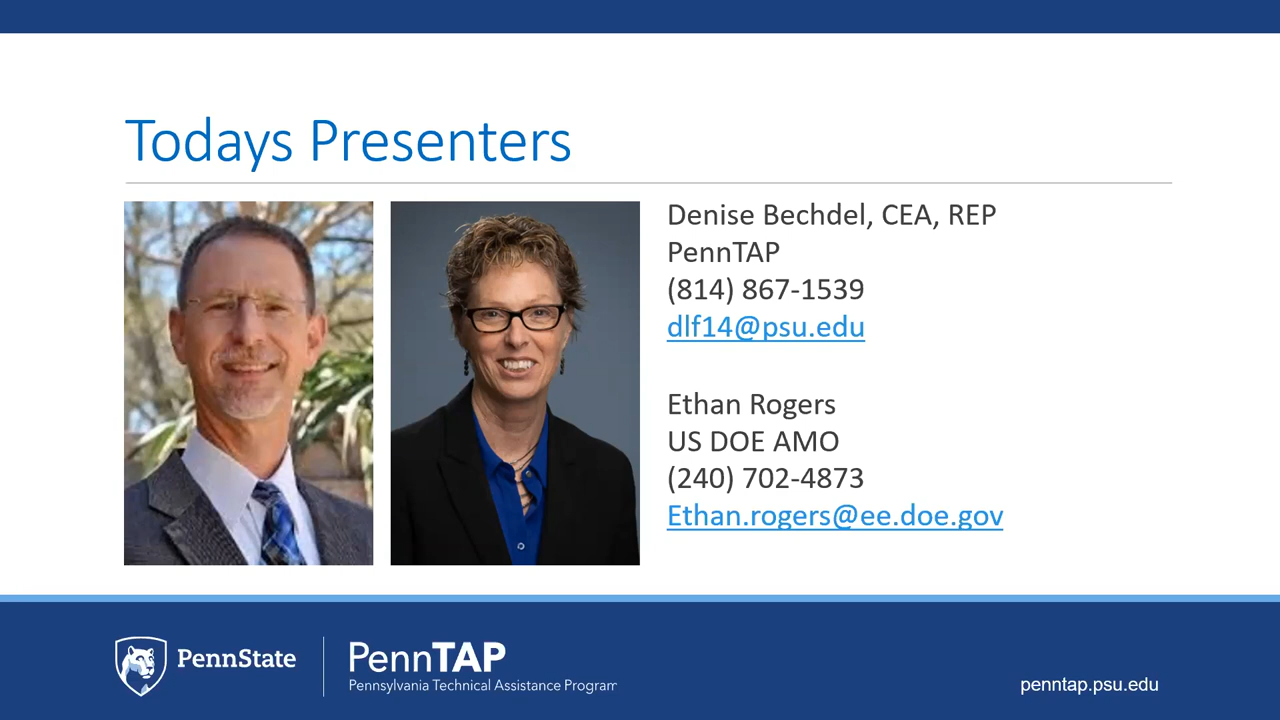 Todays Presenters
Denise Bechdel, CEA, REP
PennTAP
(814) 867-1539
dlf14@psu.edu
Ethan Rogers
US DOE AMO
(240) 702-4873
Ethan.rogers@ee.doe.gov
PennState
PennTAP
Pennsylvania Technical Assistance Program
penntap.psu.edu